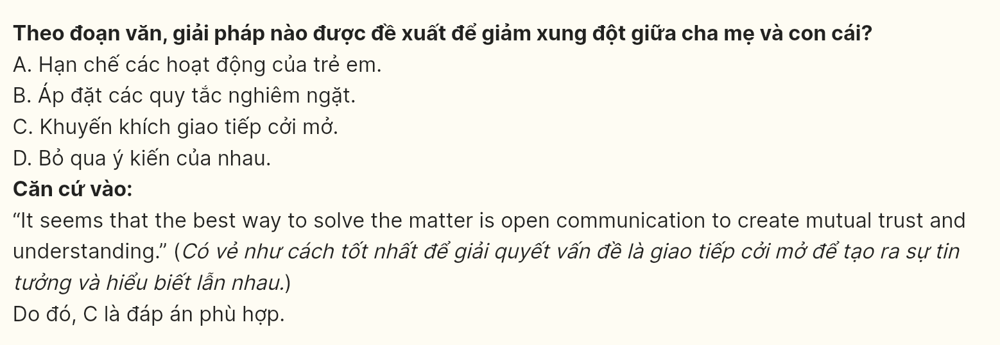 Theo đoạn văn, giải pháp nào được đề xuất để giảm xung đột giữa cha mẹ và con cái?
A. Hạn chế các hoạt động của trẻ em.
B. Áp đặt các quy tắc nghiêm ngặt.
C. Khuyến khích giao tiếp cởi mở.
D. Bỏ qua ý kiến của nhau.
Căn cứ vào:
“It seems that the best way to solve the matter is open communication to create mutual trust and
understanding.” (Có vẻ như cách tốt nhất để giải quyết vấn đề là giao tiếp cởi mở để tạo ra sự tin
tưởng và hiểu biết lẫn nhau.)
Do đó, C là đáp án phù hợp.